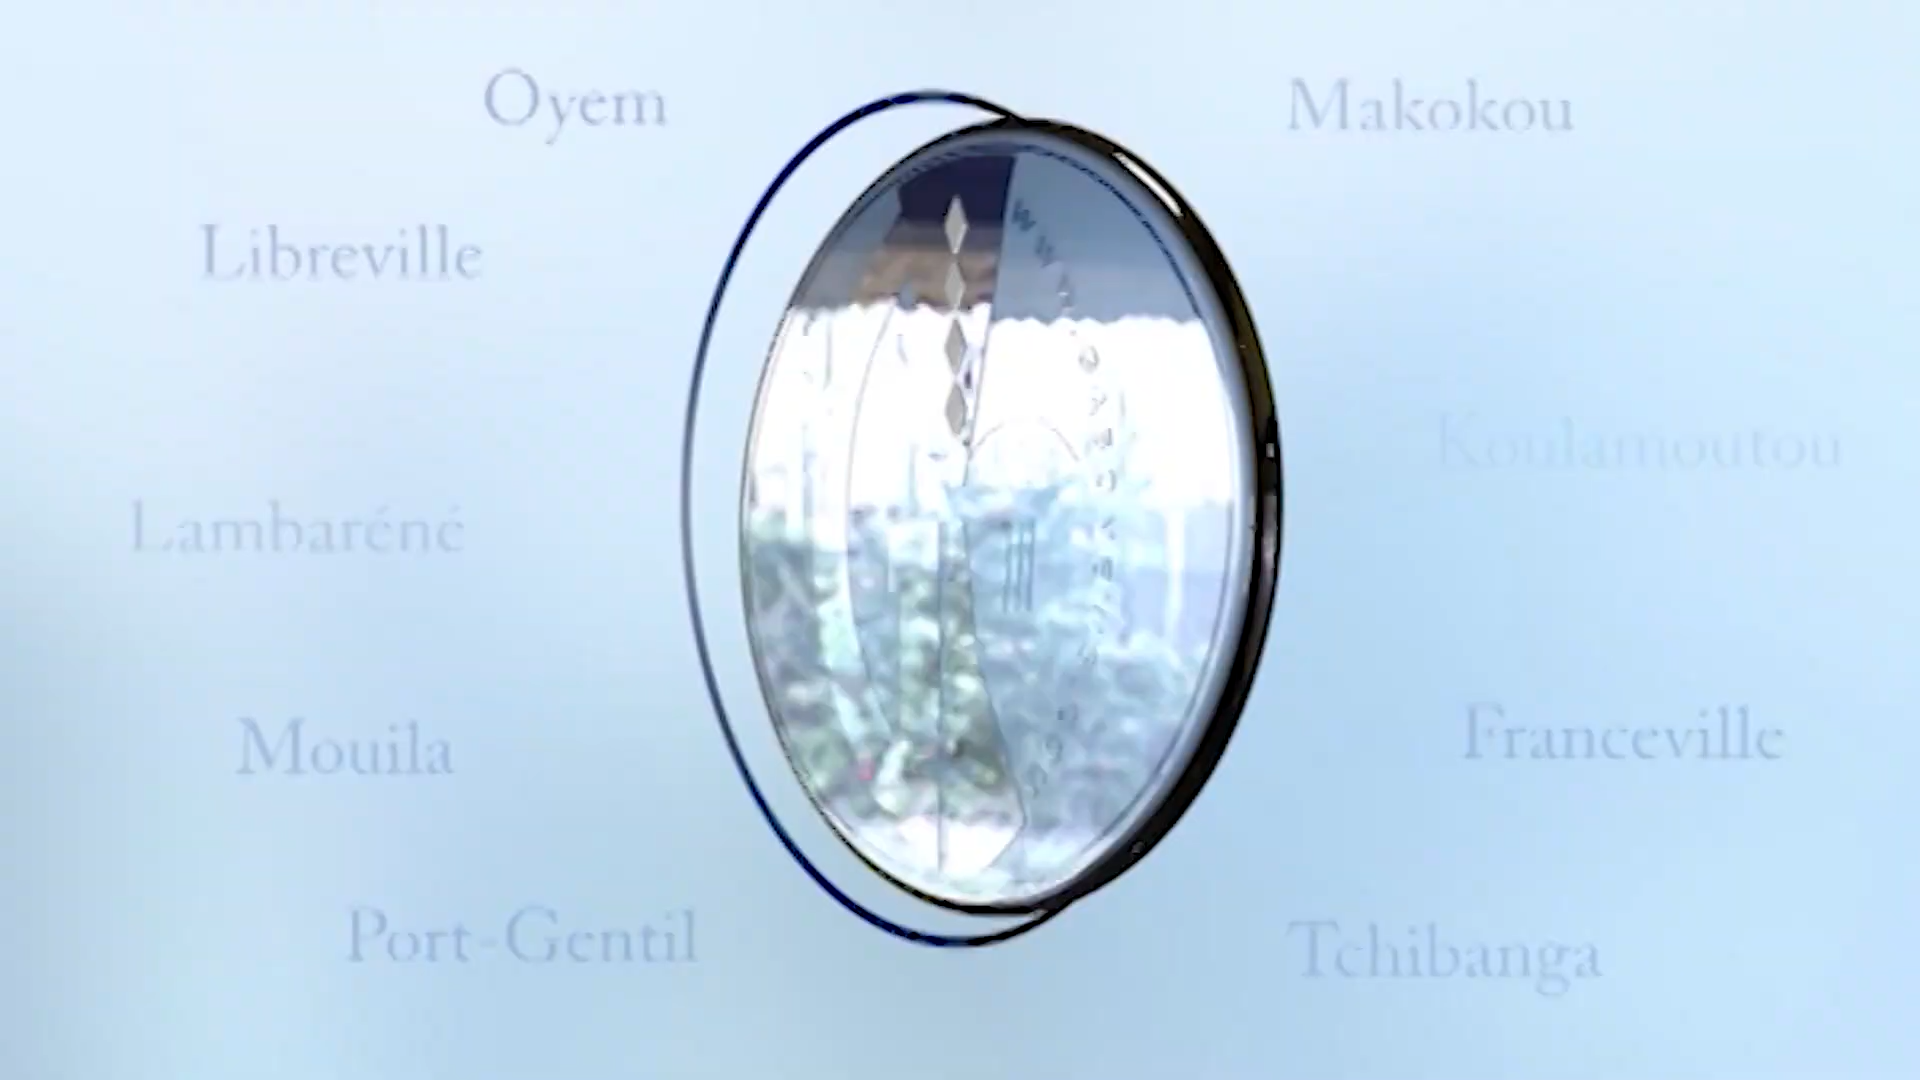 Oyem
Makokou
Libreville
Koulamoutou
Lambaréné
Mouila
Franceville
Port-Gentil
Tchibanga